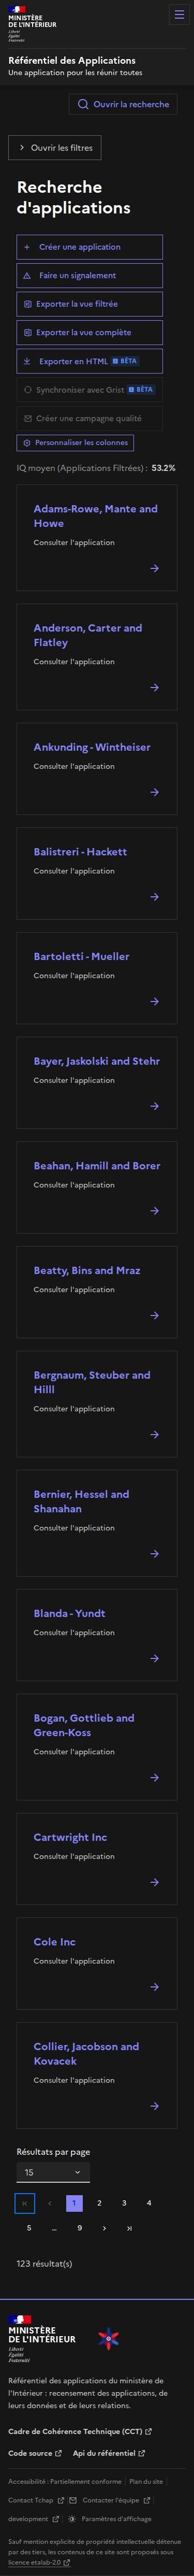 MINISTÈRE
DE L'INTÉRIEUR
Liberté
Égalité
Fraternité
Référentiel des Applications
Une application pour les réunir toutes
Ouvrir la recherche
Ouvrir les filtres
Recherche
d'applications
Créer une application
Faire un signalement
Exporter la vue filtrée
Exporter la vue complète
Exporter en HTML BÊTA
Synchroniser avec Grist BÊTA
Créer une campagne qualité
Personnaliser les colonnes
IQ moyen (Applications Filtrées) : 53.2%
Adams-Rowe, Mante and
Howe
Consulter l'application
Anderson, Carter and
Flatley
Consulter l'application
Ankunding - Wintheiser
Consulter l'application
Balistreri - Hackett
Consulter l'application
Bartoletti - Mueller
Consulter l'application
Bayer, Jaskolski and Stehr
Consulter l'application
Beahan, Hamill and Borer
Consulter l'application
Beatty, Bins and Mraz
Consulter l'application
Bergnaum, Steuber and
Hilll
Consulter l'application
Bernier, Hessel and
Shanahan
Consulter l'application
Blanda - Yundt
Consulter l'application
Bogan, Gottlieb and
Green-Koss
Consulter l'application
Cartwright Inc
Consulter l'application
Cole Inc
Consulter l'application
Collier, Jacobson and
Kovacek
Consulter l'application
Résultats par page
15
1 2 3 4
5 ... 9
123 résultat(s)
MINISTÈRE
DE L'INTÉRIEUR
Liberté
Égalité
Fraternité
Référentiel des applications du ministère de
l'Intérieur : recensement des applications, de
leurs données et de leurs relations.
Cadre de Cohérence Technique (CCT)
Code source Api du référentiel
Accessibilité : Partiellement conforme Plan du site
Contact Tchap Contacter l'équipe
development Paramètres d'affichage
Sauf mention explicite de propriété intellectuelle détenue
par des tiers, les contenus de ce site sont proposés sous
licence etalab-2.0